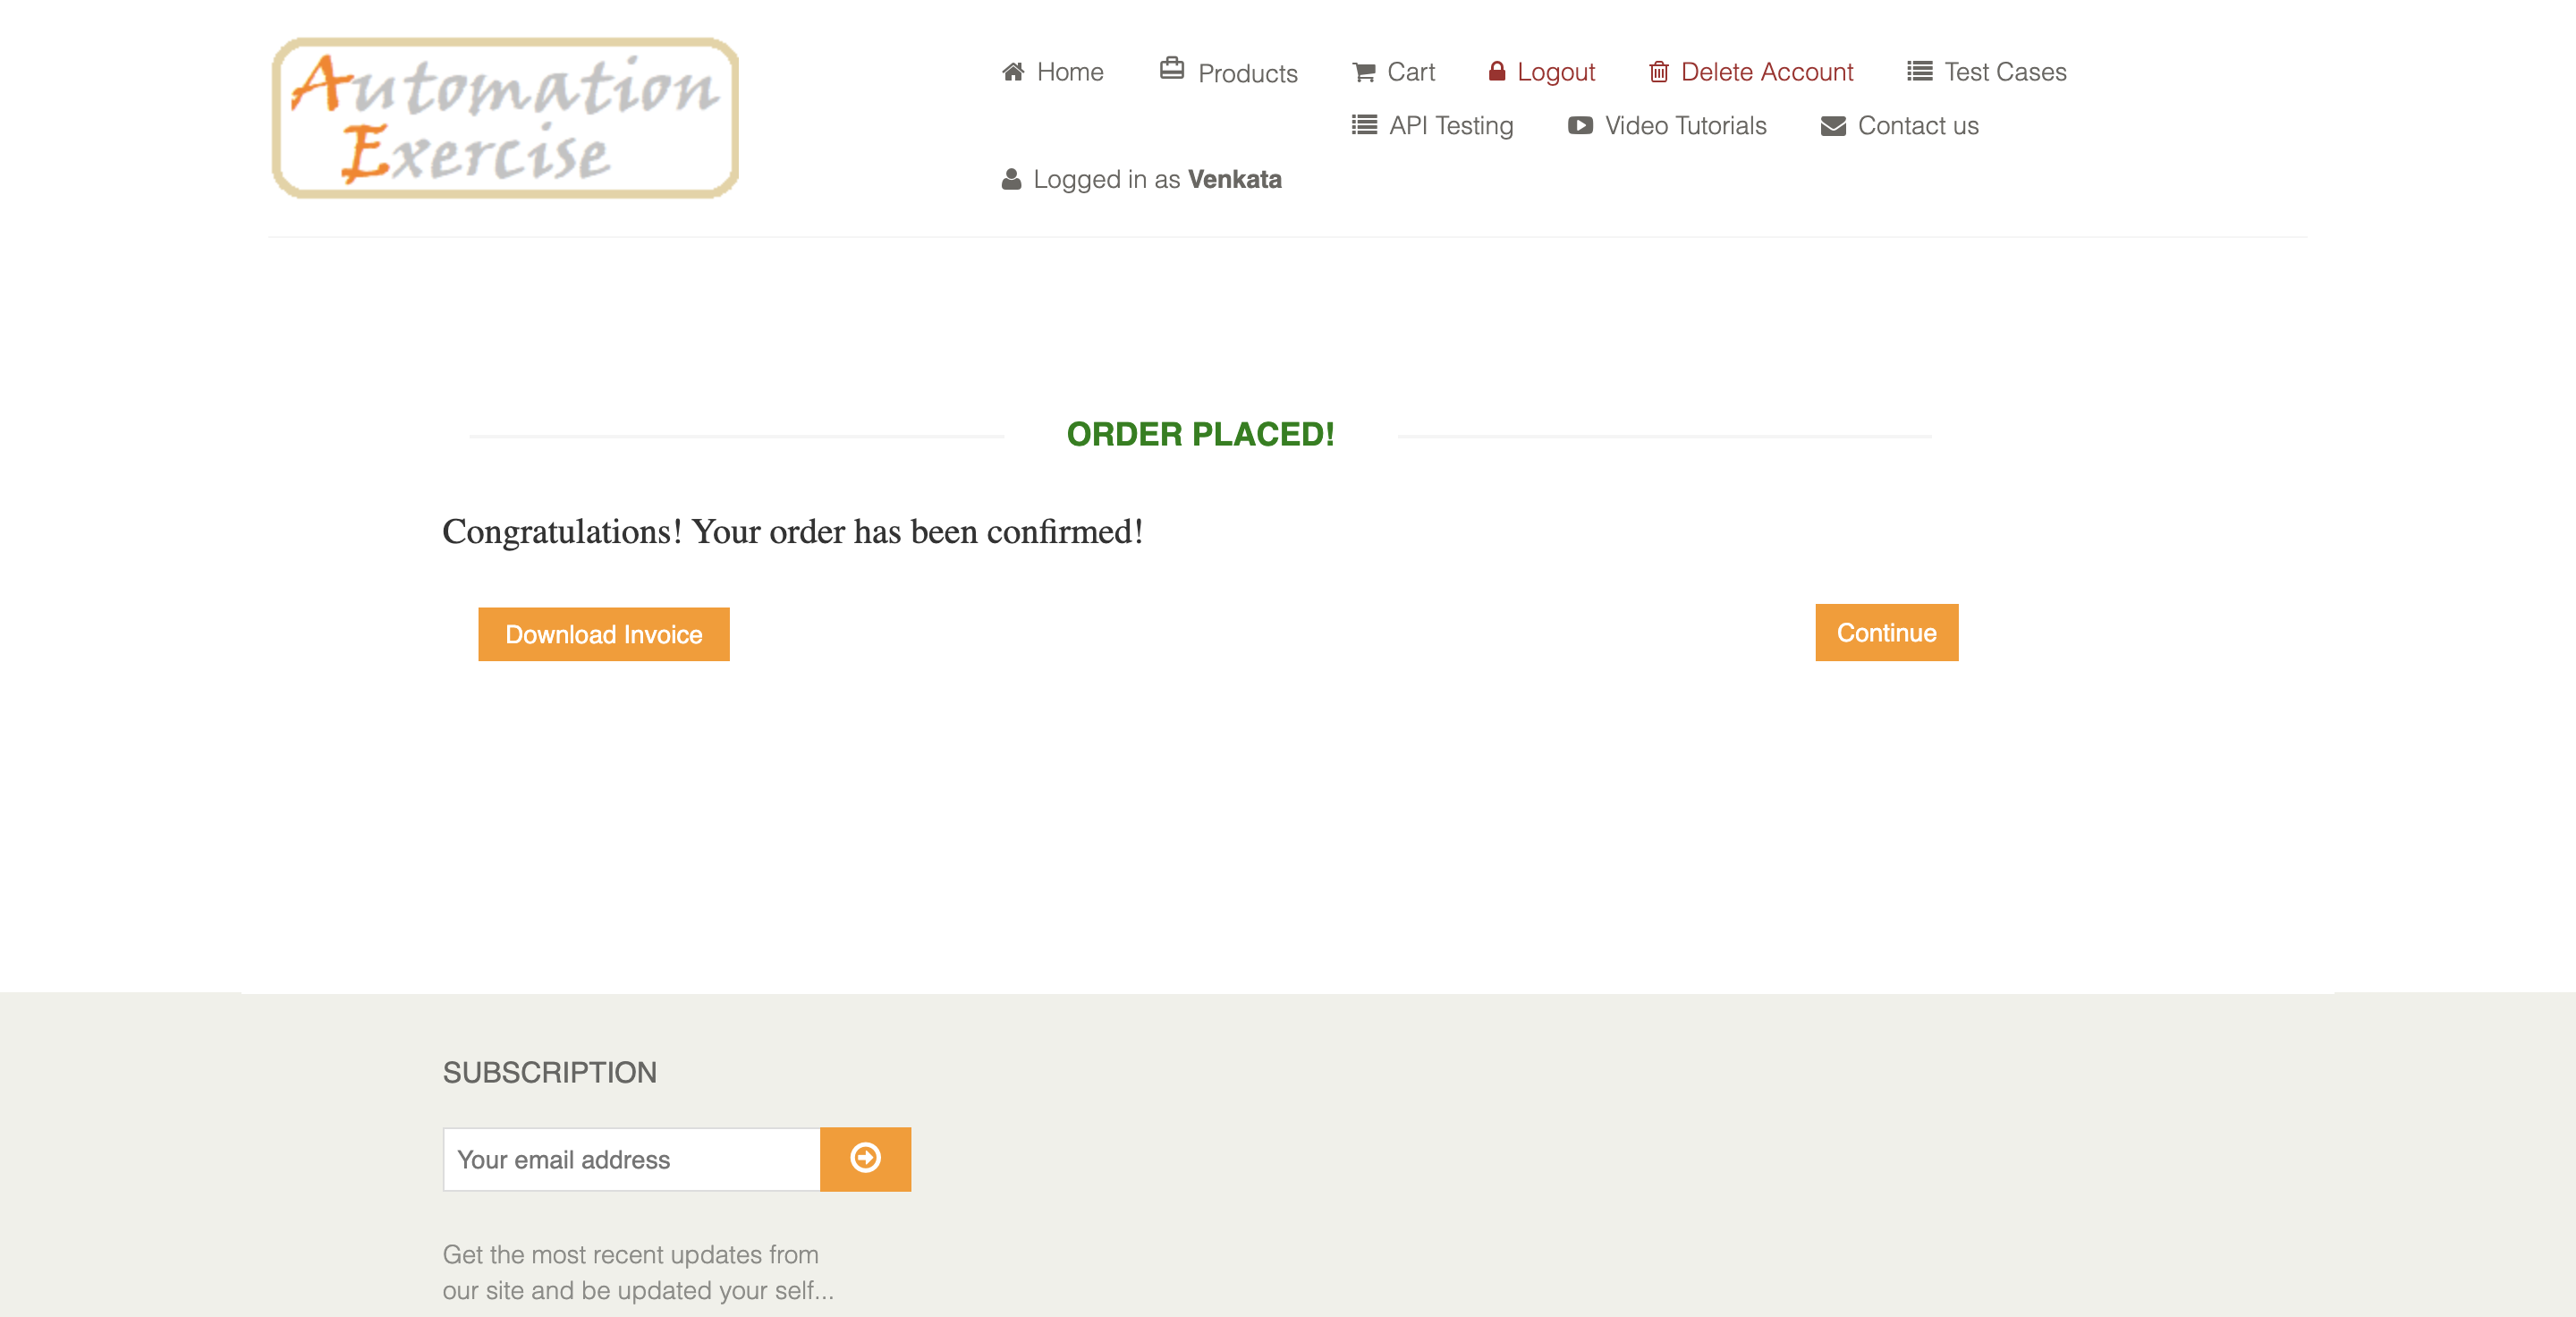 Automation
Exercise
Home Products Cart Logout Delete Account Test Cases
API Testing Video Tutorials Contact us
Logged in as Venkata
ORDER PLACED!
Congratulations! Your order has been confirmed!
Download Invoice Continue
SUBSCRIPTION
Your email address
Get the most recent updates from
our site and be updated your self...